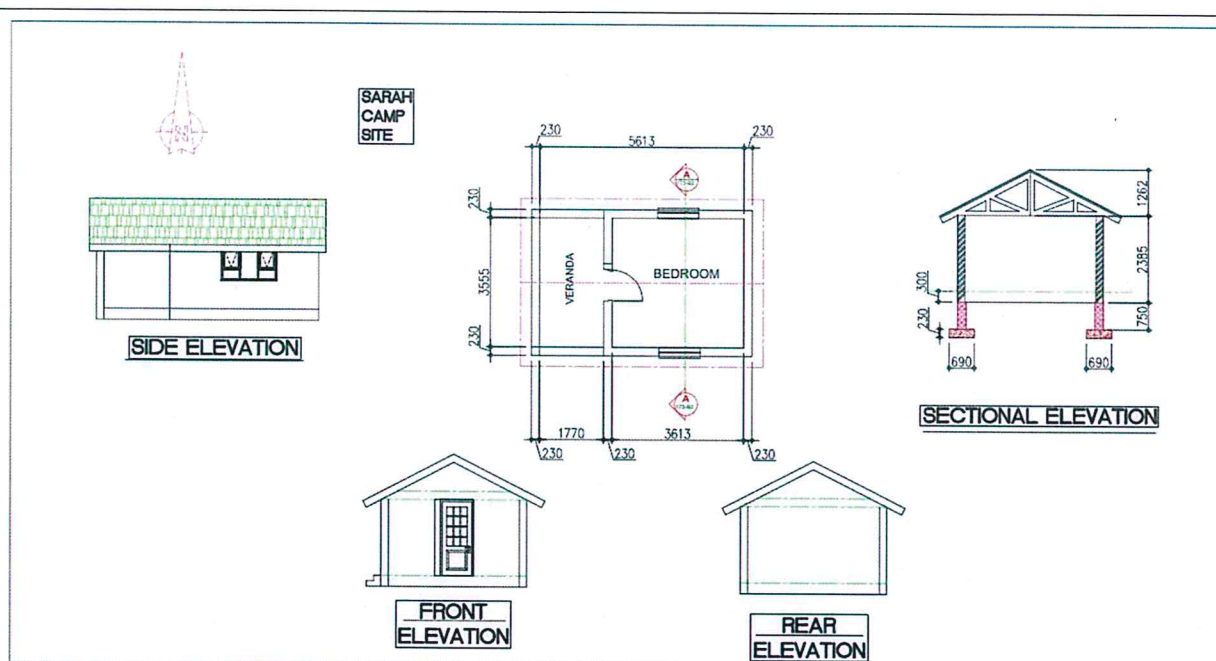 SARAH
CAMP
SITE
230
5613
230
A
230
3555
230
VERANDA
BEDROOM
A
1770
3613
230
230
230
SIDE ELEVATION
1262
2385
300
750
230
690
690
SECTIONAL ELEVATION
FRONT
ELEVATION
REAR
ELEVATION